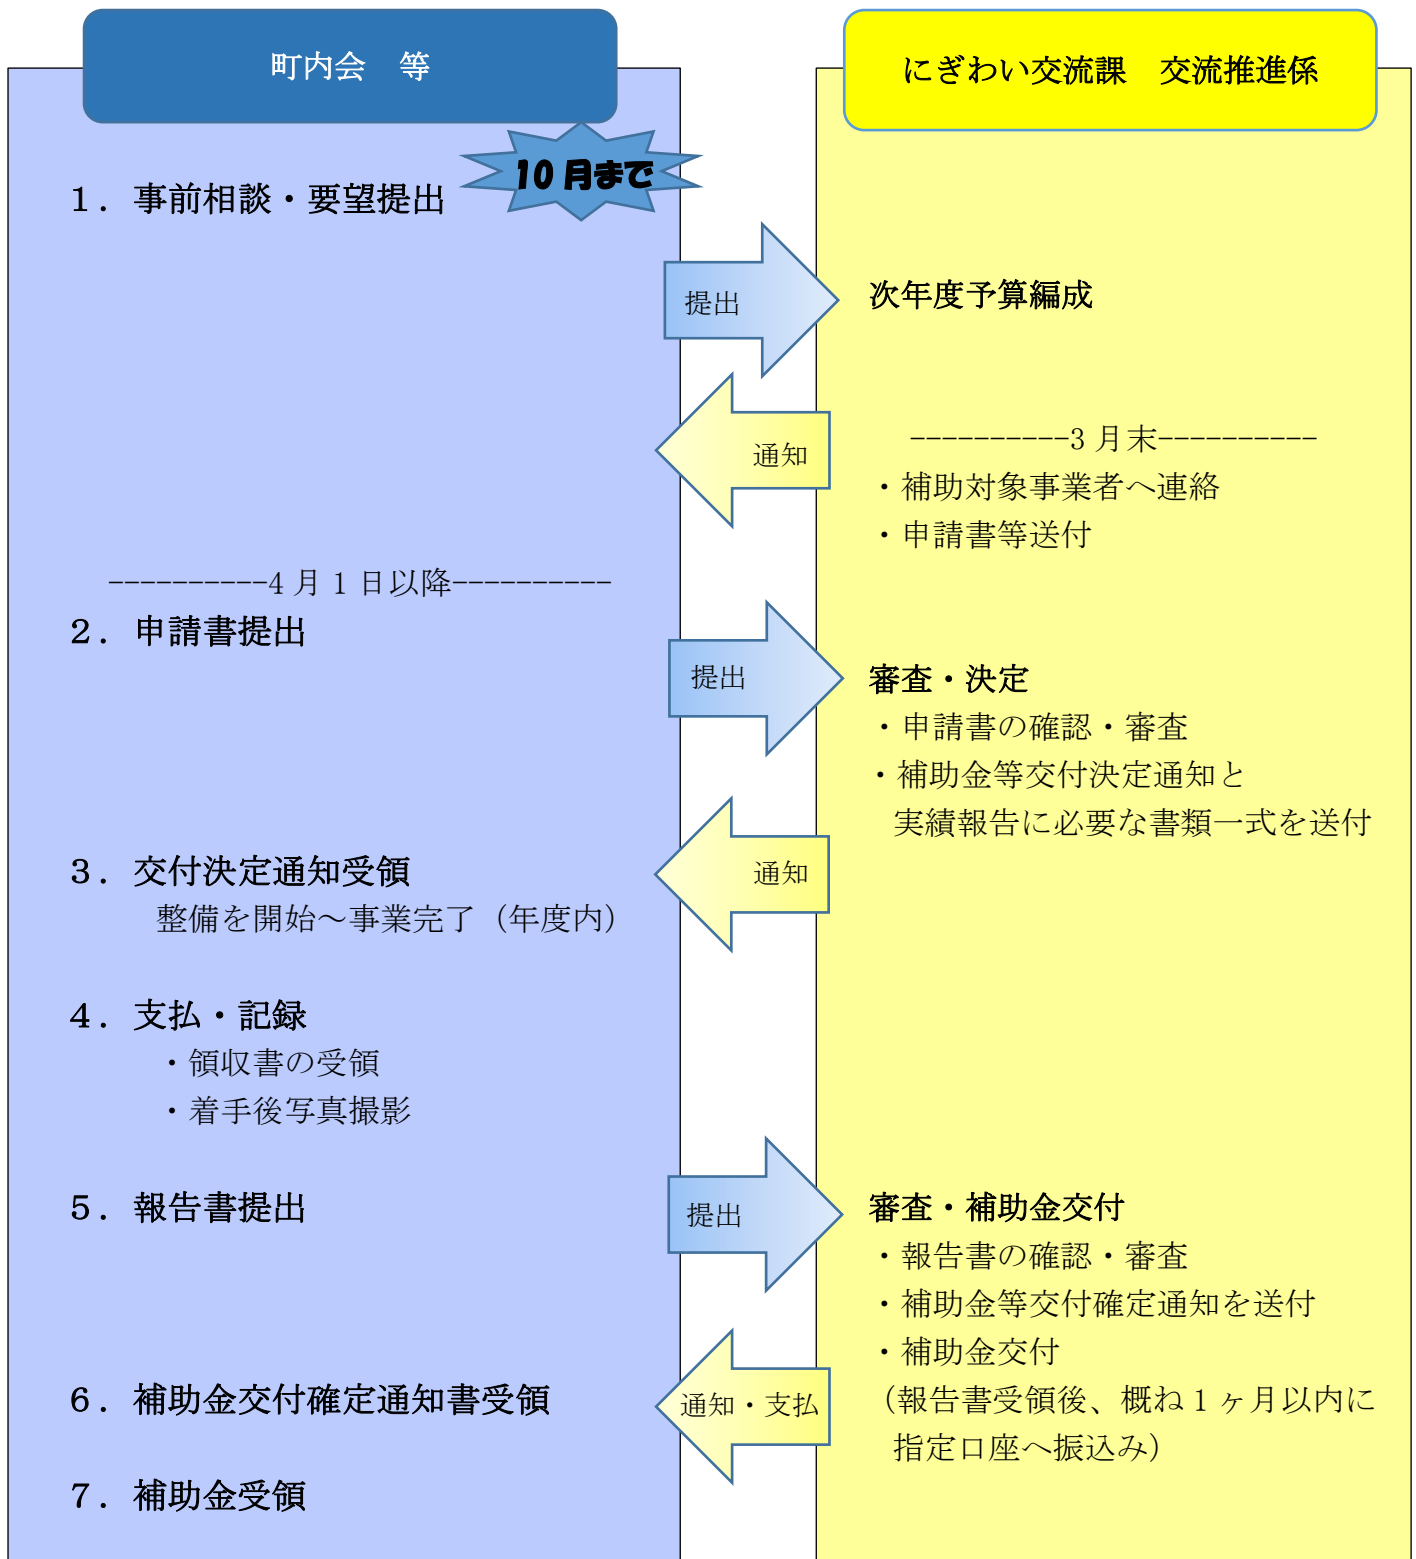 町内会　等
にぎわい交流課　交流推進係
10月まで
１．事前相談・要望提出
提出
次年度予算編成
通知
----------3月末----------
・補助対象事業者へ連絡
・申請書等送付
----------4月1日以降----------
２．申請書提出
提出
審査・決定
・申請書の確認・審査
・補助金等交付決定通知と
実績報告に必要な書類一式を送付
通知
３．交付決定通知受領
整備を開始～事業完了（年度内）
４．支払・記録
・領収書の受領
・着手後写真撮影
５．報告書提出
提出
審査・補助金交付
・報告書の確認・審査
・補助金等交付確定通知を送付
・補助金交付
（報告書受領後、概ね1ヶ月以内に
指定口座へ振込み）
通知・支払
６．補助金交付確定通知書受領
７．補助金受領